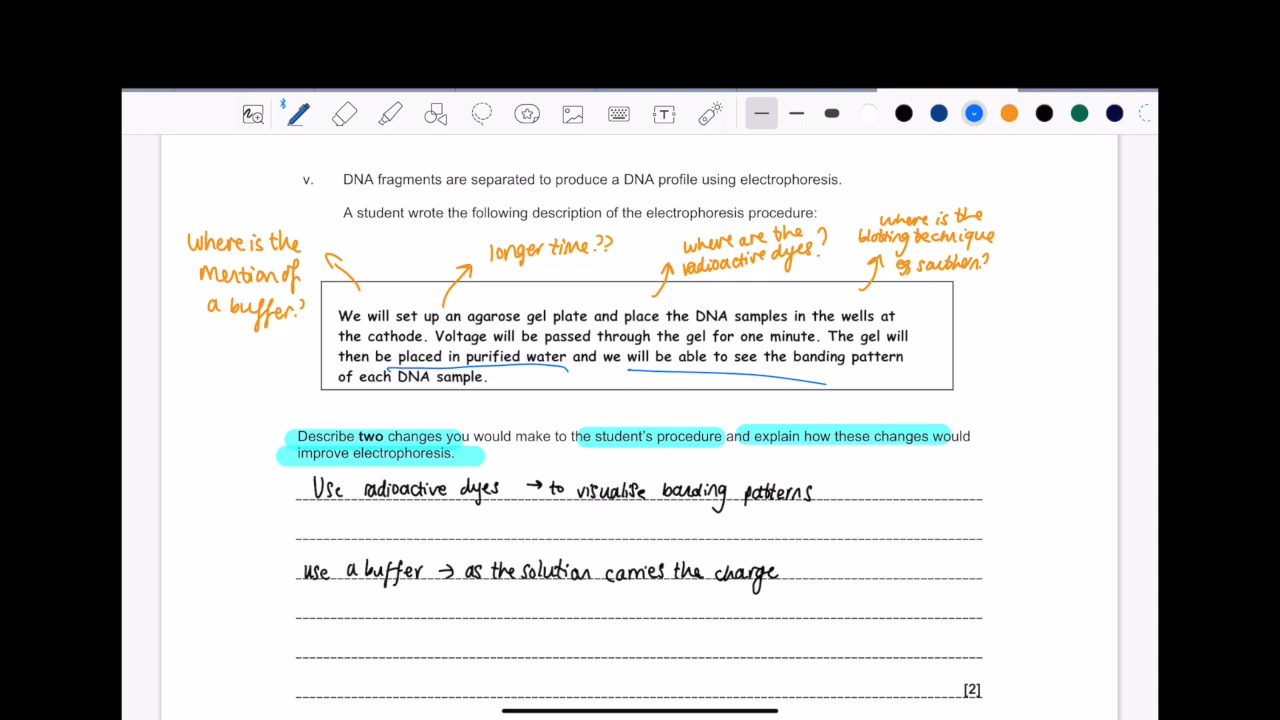 T
v. DNA fragments are separated to produce a DNA profile using electrophoresis.
A student wrote the following description of the electrophoresis procedure:
where is the
mention of
a buffer?
longer time??
where are the
radioactive dyes?
where is the
blotting technique
eg southern?
We will set up an agarose gel plate and place the DNA samples in the wells at
the cathode. Voltage will be passed through the gel for one minute. The gel will
then be placed in purified water and we will be able to see the banding pattern
of each DNA sample.
Describe two changes you would make to the student's procedure and explain how these changes would
improve electrophoresis.
Use radioactive dyes → to visualise banding patterns
use a buffer → as the solution carries the charge
[2]